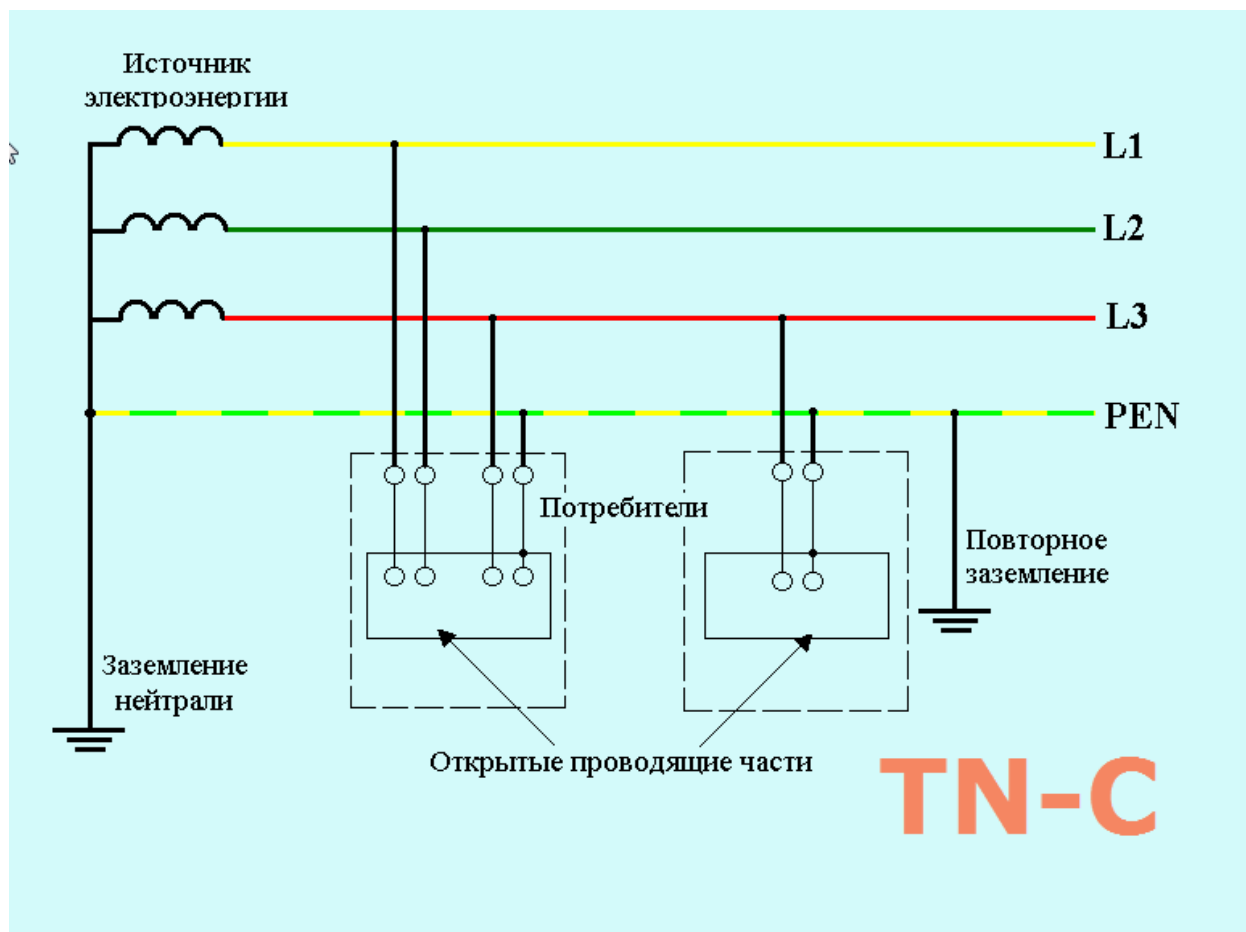 Источник
электроэнергии
L1
L2
L3
PEN
Потребители
Повторное
заземление
Заземление
нейтрали
Открытые проводящие части
TN-C